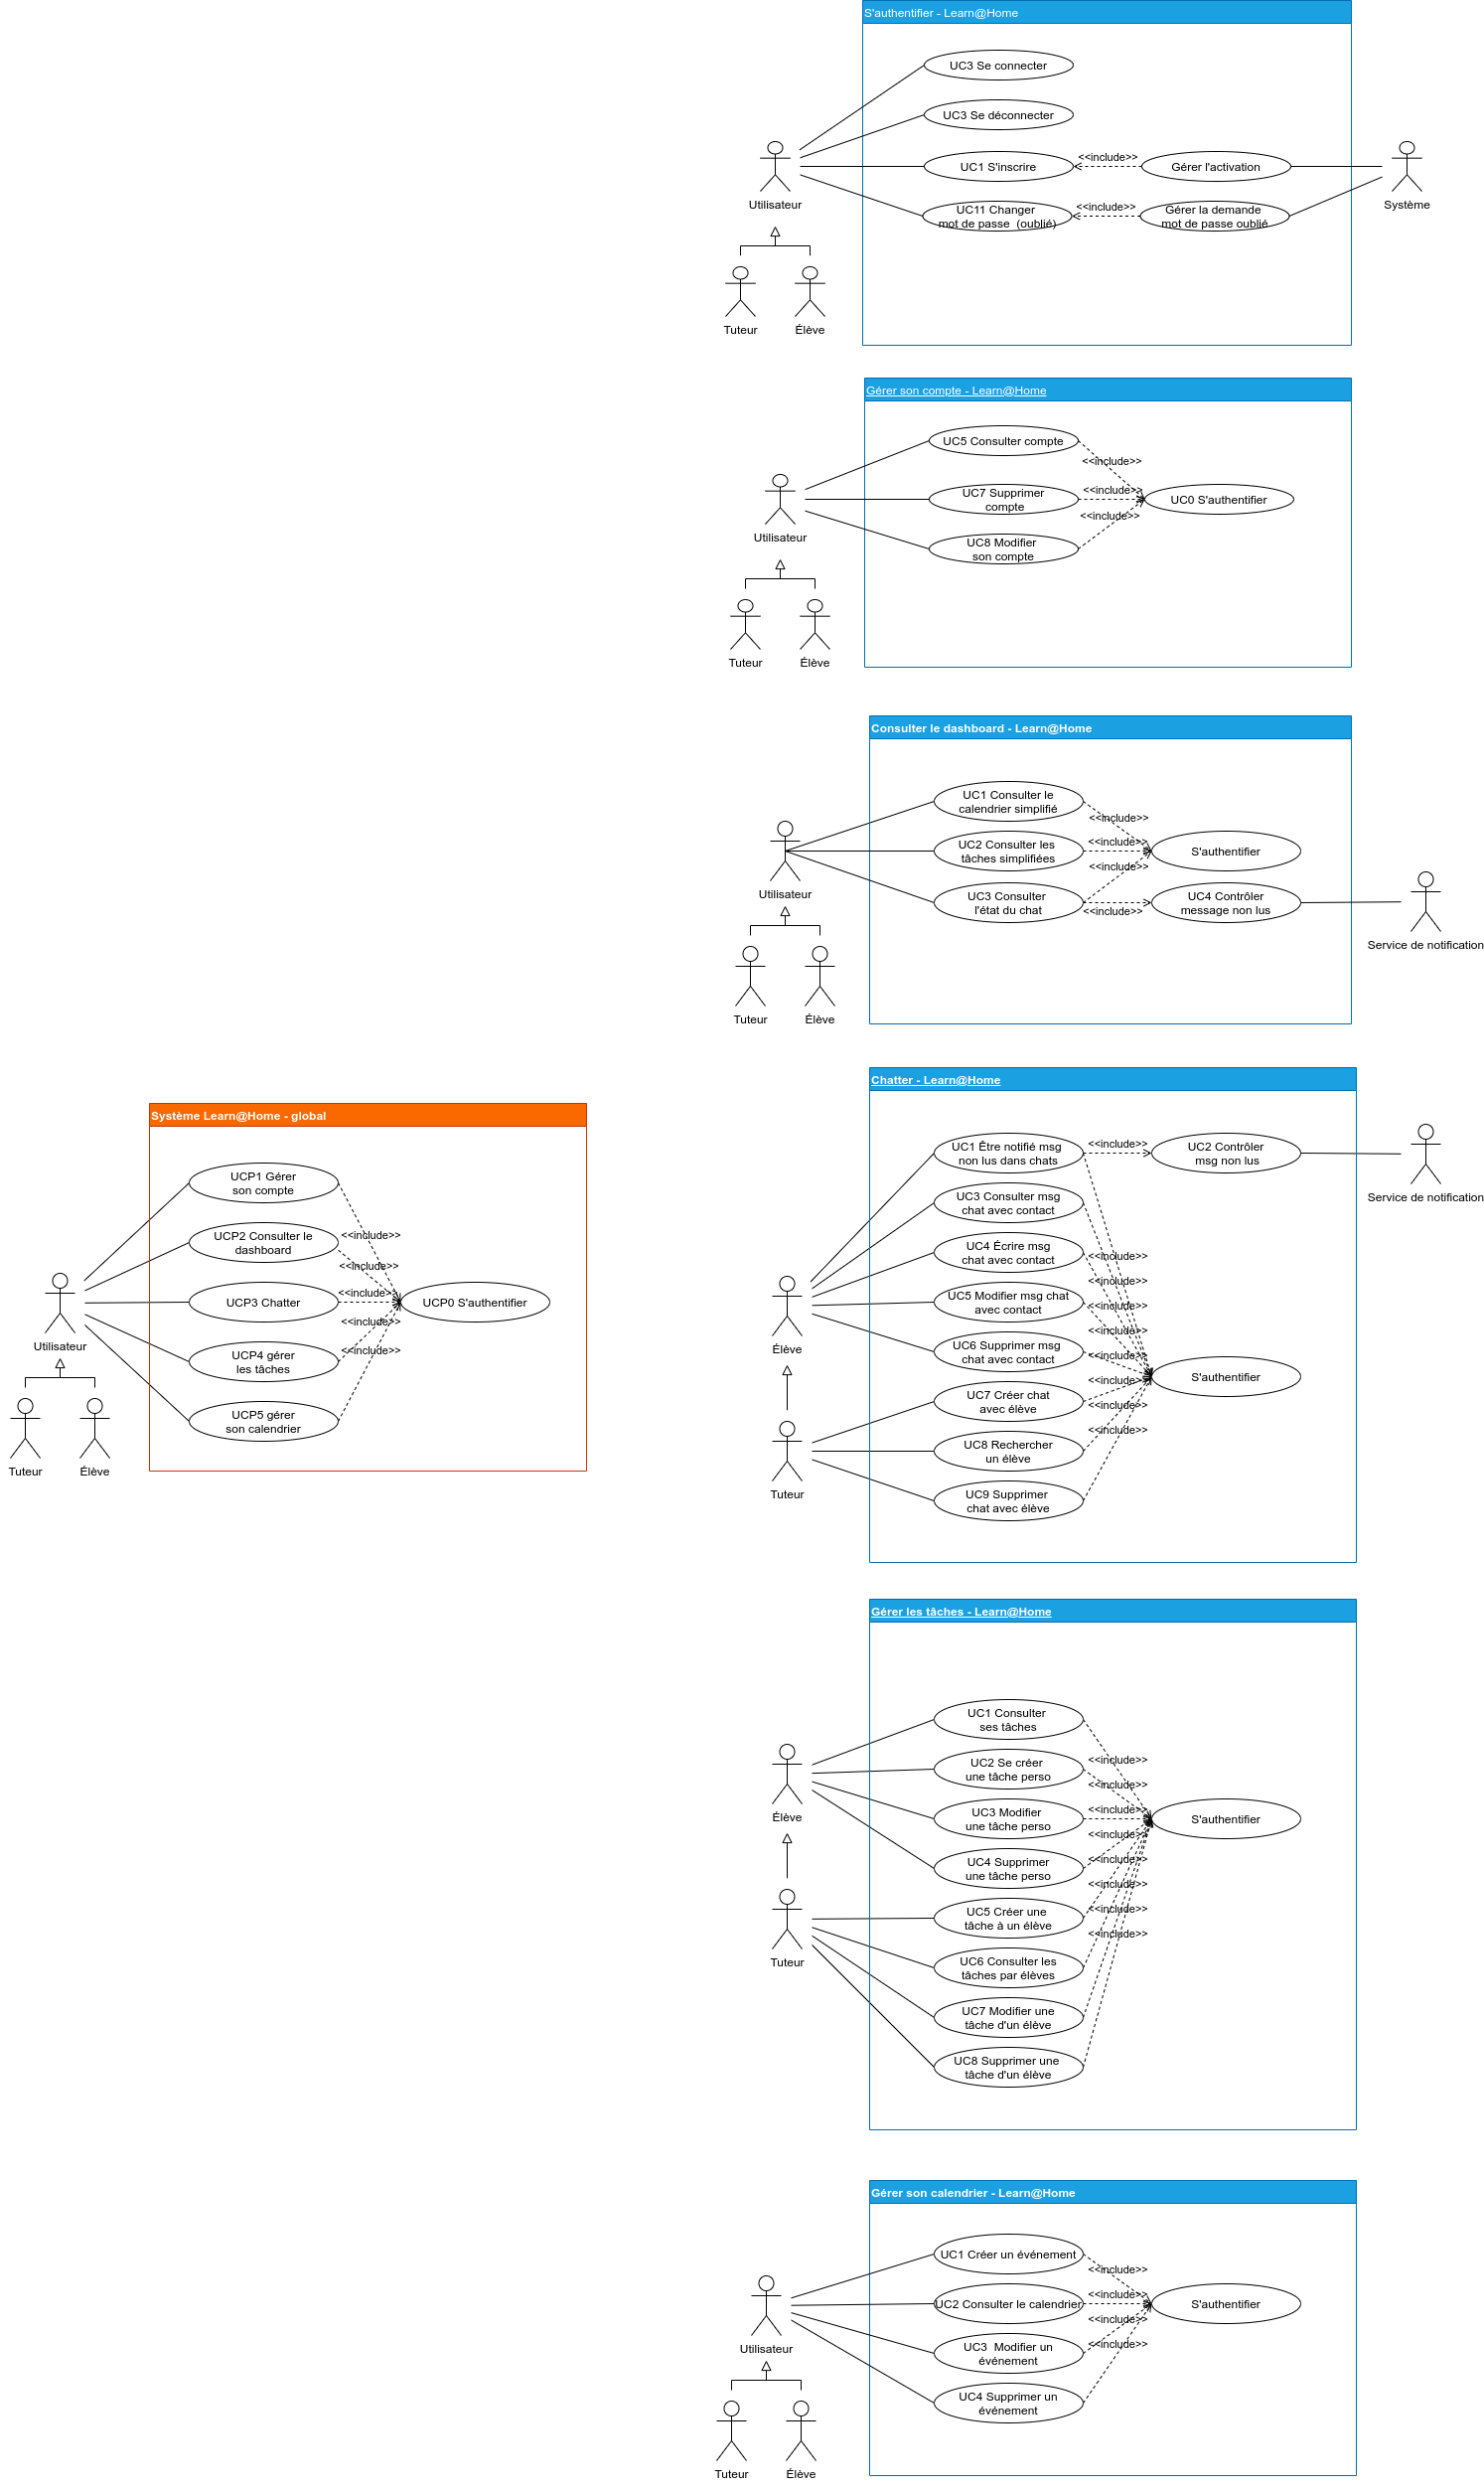 S'authentifier - Learn@Home
UC3 Se connecter
UC3 Se déconnecter
UC1 S'inscrire
<<include>>
Gérer l'activation
UC11 Changer
mot de passe  (oublié)
<<include>>
Gérer la demande
mot de passe oublié
Utilisateur
Système
Tuteur
Élève
Gérer son compte - Learn@Home
UC5 Consulter compte
<<include>>
UC7 Supprimer
compte
<<include>>
UC0 S'authentifier
<<include>>
UC8 Modifier
son compte
Utilisateur
Tuteur
Élève
Consulter le dashboard - Learn@Home
UC1 Consulter le
calendrier simplifié
<<include>>
UC2 Consulter les
tâches simplifiées
<<include>>
S'authentifier
<<include>>
UC3 Consulter
l'état du chat
<<include>>
UC4 Contrôler
message non lus
Utilisateur
Service de notification
Tuteur
Élève
Système Learn@Home - global
UCP1 Gérer
son compte
<<include>>
UCP2 Consulter le
dashboard
<<include>>
UCP3 Chatter
<<include>>
UCP0 S'authentifier
<<include>>
UCP4 gérer
les tâches
<<include>>
UCP5 gérer
son calendrier
Utilisateur
Tuteur
Élève
Chatter - Learn@Home
UC1 Être notifié msg
non lus dans chats
<<include>>
UC2 Contrôler
msg non lus
Service de notification
UC3 Consulter msg
chat avec contact
UC4 Écrire msg
chat avec contact
<<include>>
<<include>>
UC5 Modifier msg chat
avec contact
<<include>>
<<include>>
UC6 Supprimer msg
chat avec contact
<<include>>
S'authentifier
<<include>>
UC7 Créer chat
avec élève
<<include>>
<<include>>
UC8 Rechercher
un élève
UC9 Supprimer
chat avec élève
Élève
Tuteur
Gérer les tâches - Learn@Home
UC1 Consulter
ses tâches
<<include>>
UC2 Se créer
une tâche perso
<<include>>
<<include>>
UC3 Modifier
une tâche perso
S'authentifier
<<include>>
UC4 Supprimer
une tâche perso
<<include>>
<<include>>
UC5 Créer une
tâche à un élève
<<include>>
<<include>>
UC6 Consulter les
tâches par élèves
UC7 Modifier une
tâche d'un élève
UC8 Supprimer une
tâche d'un élève
Élève
Tuteur
Gérer son calendrier - Learn@Home
UC1 Créer un événement
<<include>>
UC2 Consulter le calendrier
<<include>>
S'authentifier
<<include>>
UC3  Modifier un
événement
<<include>>
UC4 Supprimer un
événement
Utilisateur
Tuteur
Élève